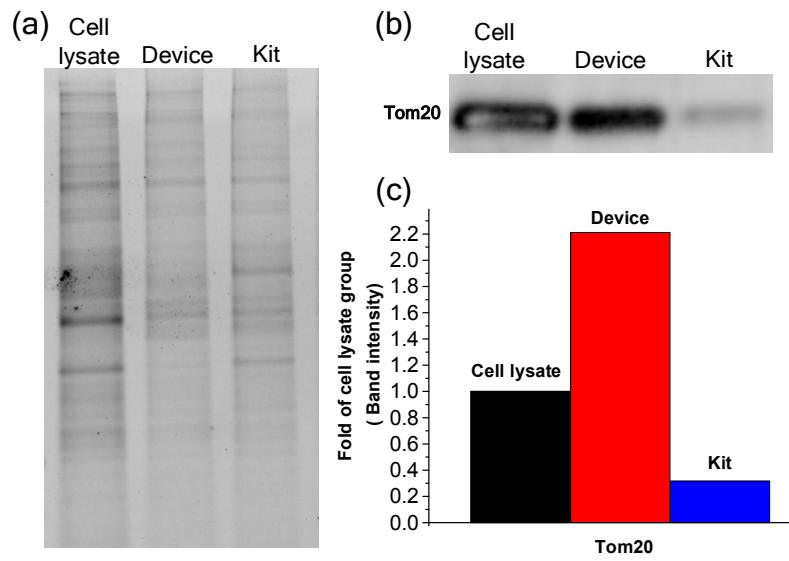 (a)
Cell
lysate Device Kit
(b)
Cell
lysate Device Kit
Tom20
(c)
Fold of cell lysate group
( Band intensity)
2.2
2.0
1.8
1.6
1.4
1.2
1.0
0.8
0.6
0.4
0.2
0.0
Device
Cell lysate
Kit
Tom20